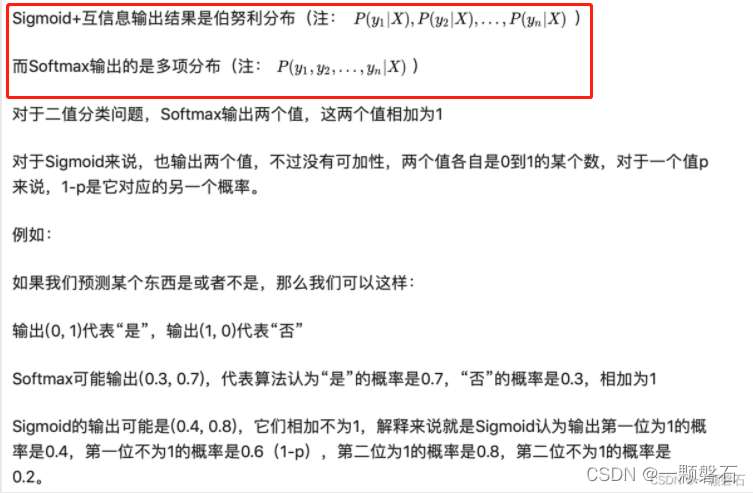 Sigmoid+互信息输出结果是伯努利分布（注： P(y₁|X), P(y₂|X), . . . , P(yₙ|X) ）
而Softmax输出的是多项分布（注： P(y₁, y₂, . . . , yₙ|X) ）
对于二值分类问题，Softmax输出两个值，这两个值相加为1
对于Sigmoid来说，也输出两个值，不过没有可加性，两个值各自是0到1的某个数，对于一个值p
来说，1-p是它对应的另一个概率。
例如：
如果我们预测某个东西是或者不是，那么我们可以这样：
输出(0, 1)代表“是”，输出(1, 0)代表“否”
Softmax可能输出(0.3, 0.7)，代表算法认为“是”的概率是0.7，“否”的概率是0.3，相加为1
Sigmoid的输出可能是(0.4, 0.8)，它们相加不为1，解释来说就是Sigmoid认为输出第一位为1的概
率是0.4，第一位不为1的概率是0.6（1-p），第二位为1的概率是0.8，第二位不为1的概率是
0.2。
CSDN @一颗磐石
CSDN @一颗磐石